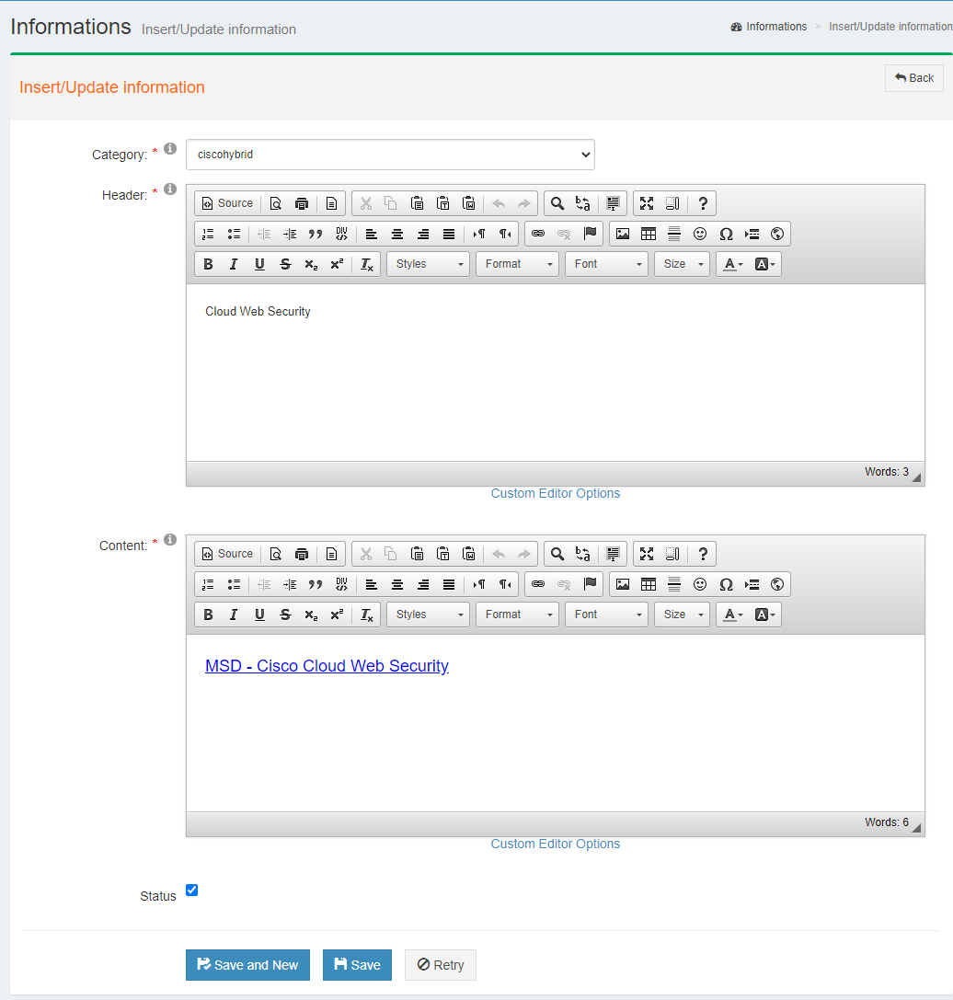 Informations Insert/Update information
Informations > Insert/Update information
Insert/Update information
Back
Category: * ciscohybrid
Header: *
Source
Styles Format Font Size
Cloud Web Security
Words: 3
Custom Editor Options
Content: *
Source
Styles Format Font Size
MSD - Cisco Cloud Web Security
Words: 6
Custom Editor Options
Status
Save and New Save Retry